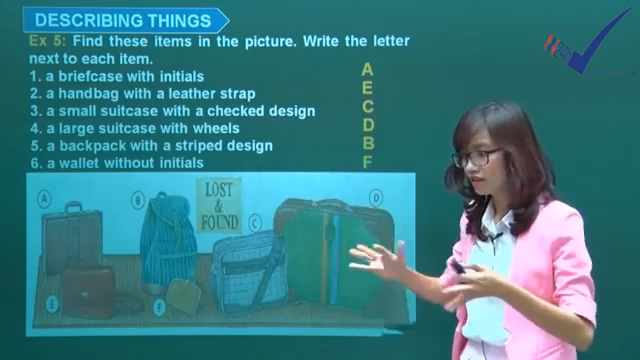 DESCRIBING THINGS
Ex 5: Find these items in the picture. Write the letter
next to each item.
1. a briefcase with initials A
2. a handbag with a leather strap E
3. a small suitcase with a checked design C
4. a large suitcase with wheels D
5. a backpack with a striped design B
6. a wallet without initials F
A
B
LOST
&
FOUND
C
D
E
F